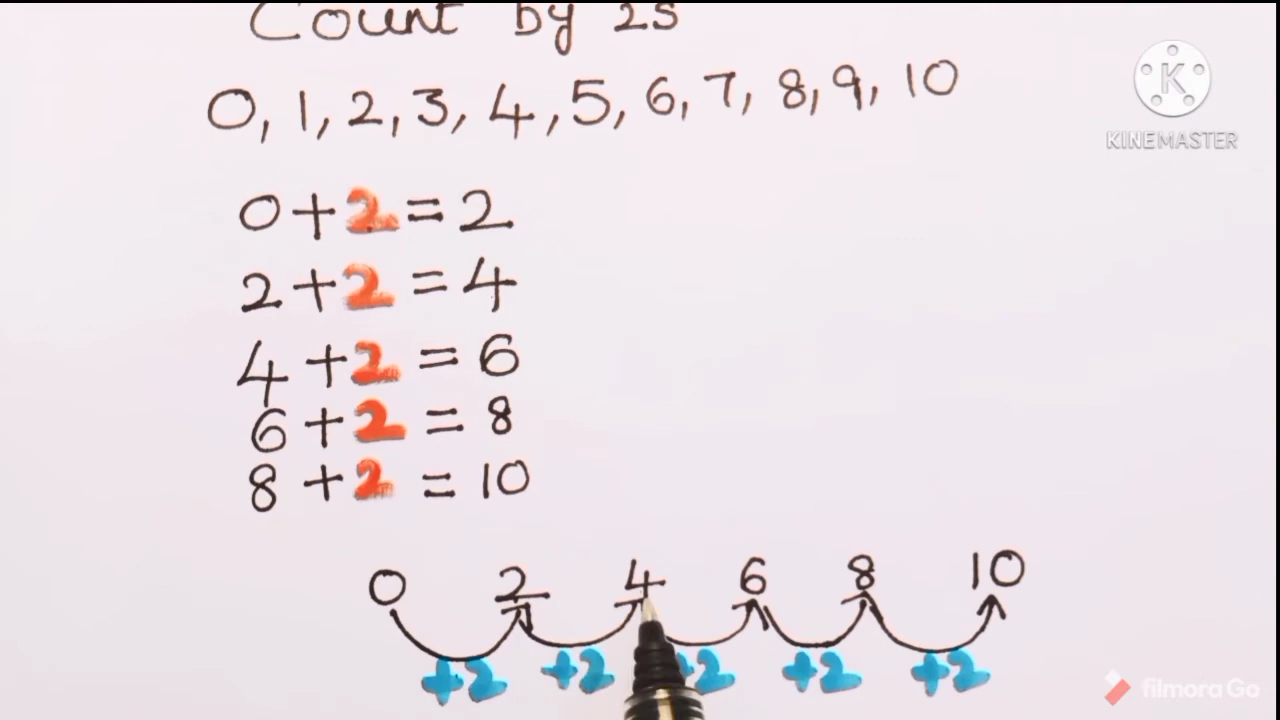 Count by 2s
0, 1, 2, 3, 4, 5, 6, 7, 8, 9, 10
K
KINEMASTER
0+2=2
2+2=4
4+2=6
6+2=8
8+2=10
0 2 4 6 8 10
+2 +2 +2 +2 +2
filmora Go